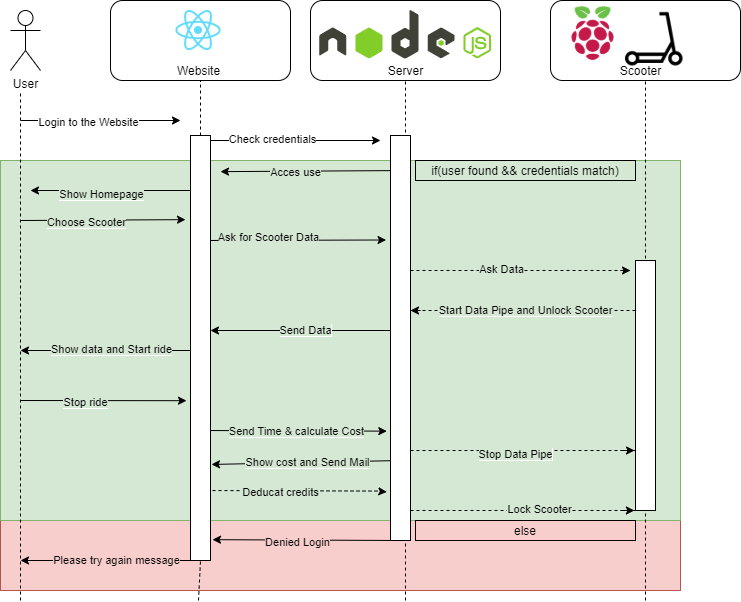 node
JS
User
Website
Server
Scooter
Login to the Website
Check credentials
Acces use
if(user found && credentials match)
Show Homepage
Choose Scooter
Ask for Scooter Data
Ask Data
Start Data Pipe and Unlock Scooter
Send Data
Show data and Start ride
Stop ride
Send Time & calculate Cost
Stop Data Pipe
Show cost and Send Mail
Deducat credits
Lock Scooter
else
Denied Login
Please try again message